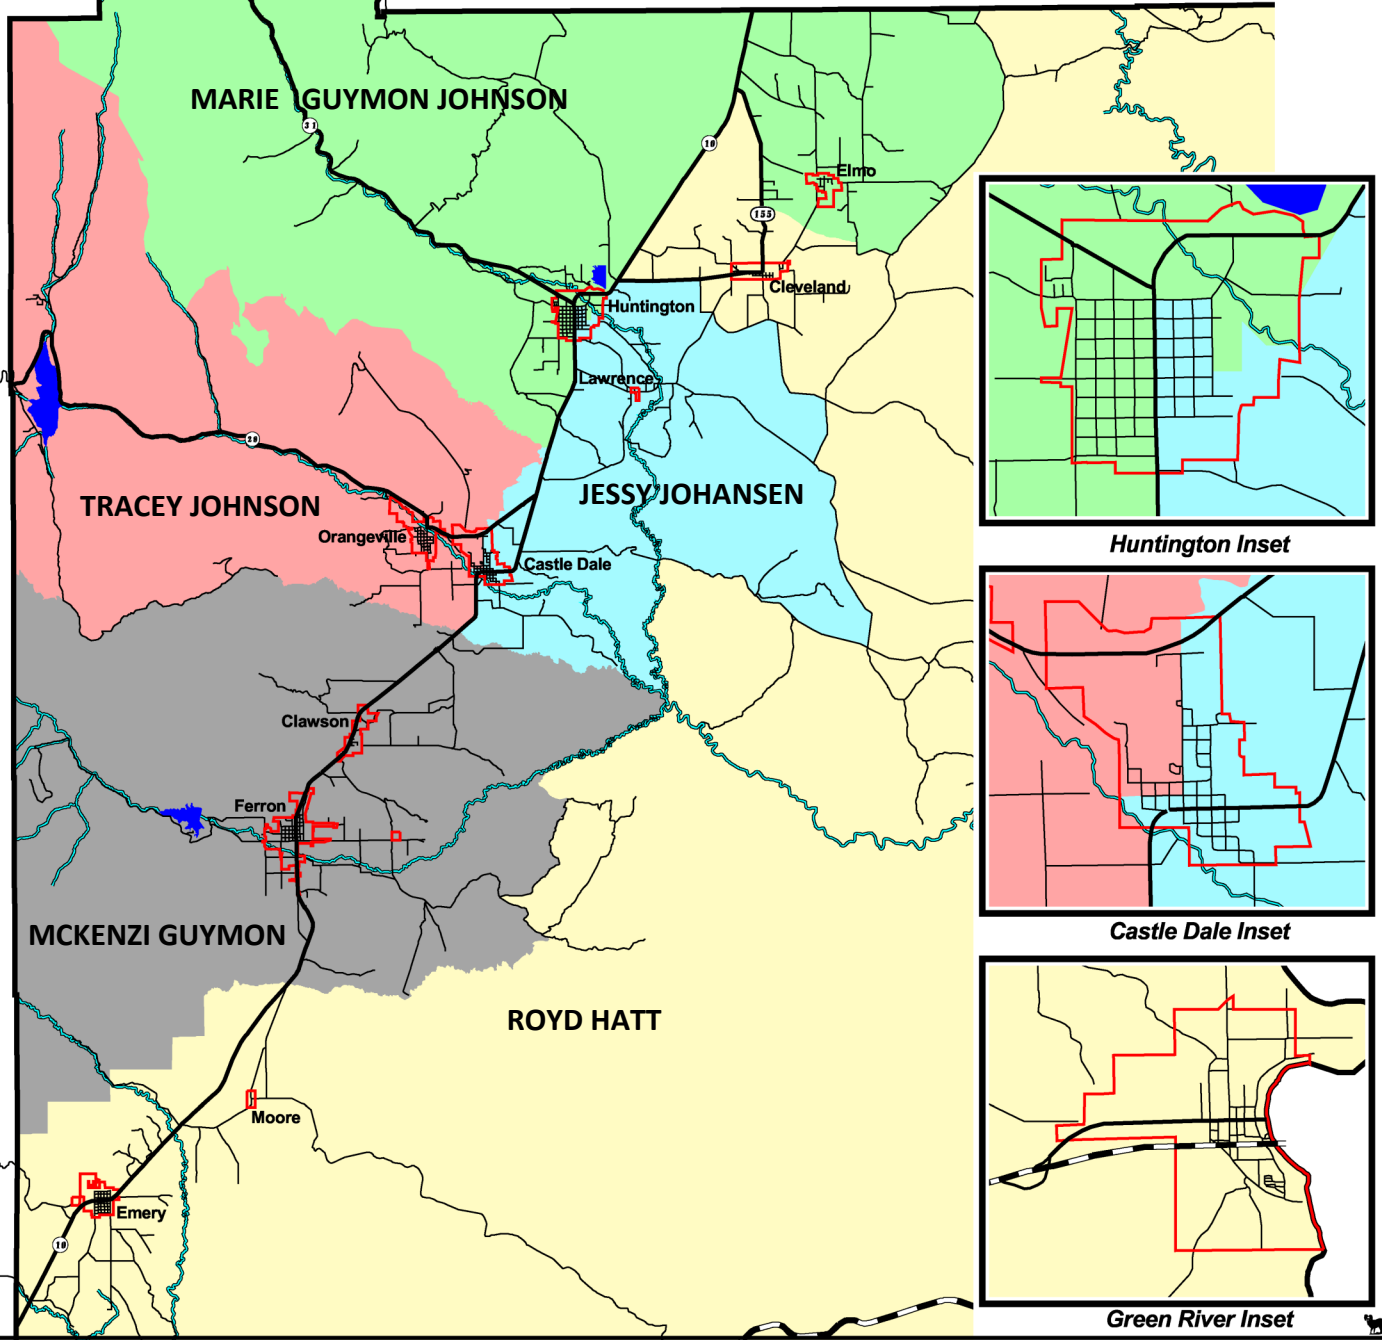 MARIE GUYMON JOHNSON
31
10
Elmo
155
Cleveland
Huntington
Lawrence
29
TRACEY JOHNSON
JESSY JOHANSEN
Orangeville
Castle Dale
Huntington Inset
Clawson
Ferron
MCKENZI GUYMON
Castle Dale Inset
ROYD HATT
Moore
Emery
10
Green River Inset